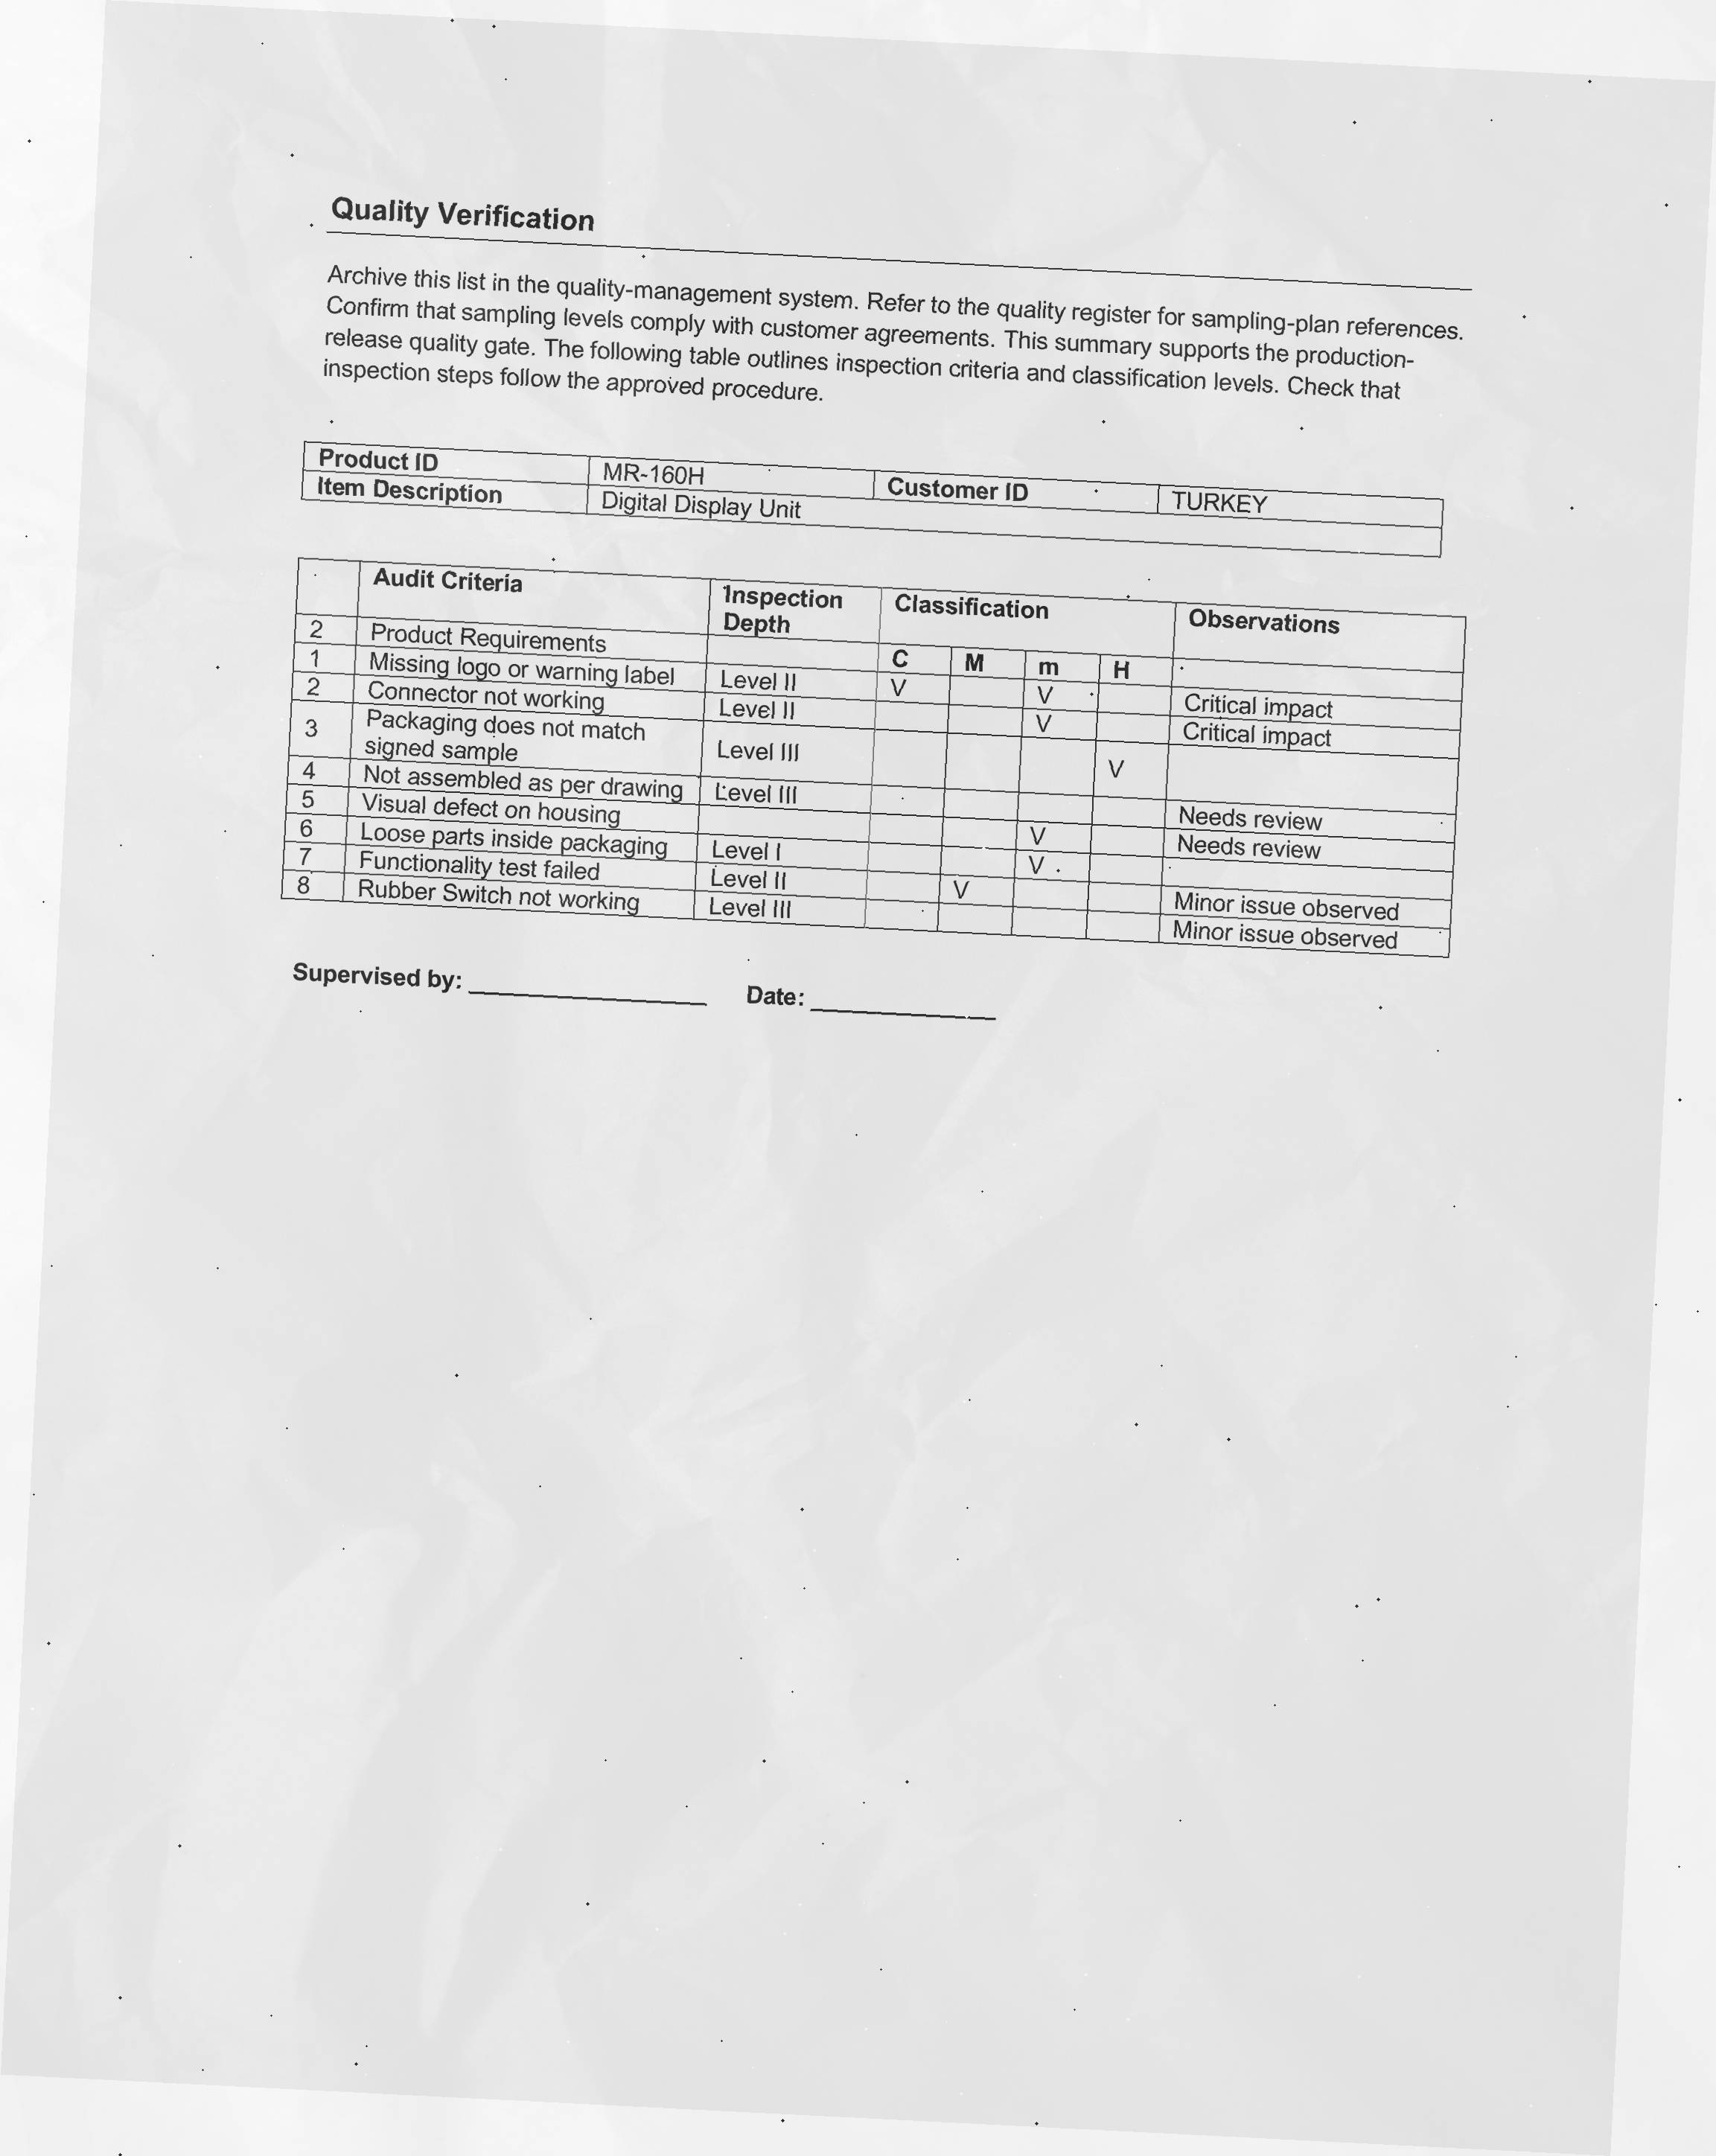 Quality Verification
Archive this list in the quality-management system. Refer to the quality register for sampling-plan references.
Confirm that sampling levels comply with customer agreements. This summary supports the production-
release quality gate. The following table outlines inspection criteria and classification levels. Check that
inspection steps follow the approved procedure.
Product ID MR-160H Customer ID TURKEY
Item Description Digital Display Unit
Audit Criteria Inspection Classification Observations
Depth
2 Product Requirements C M m H
1 Missing logo or warning label Level II V V Critical impact
2 Connector not working Level II V Critical impact
3 Packaging does not match
signed sample Level III V
4 Not assembled as per drawing Level III Needs review
5 Visual defect on housing V Needs review
6 Loose parts inside packaging Level I V
7 Functionality test failed Level II V Minor issue observed
8 Rubber Switch not working Level III Minor issue observed
Supervised by: Date: